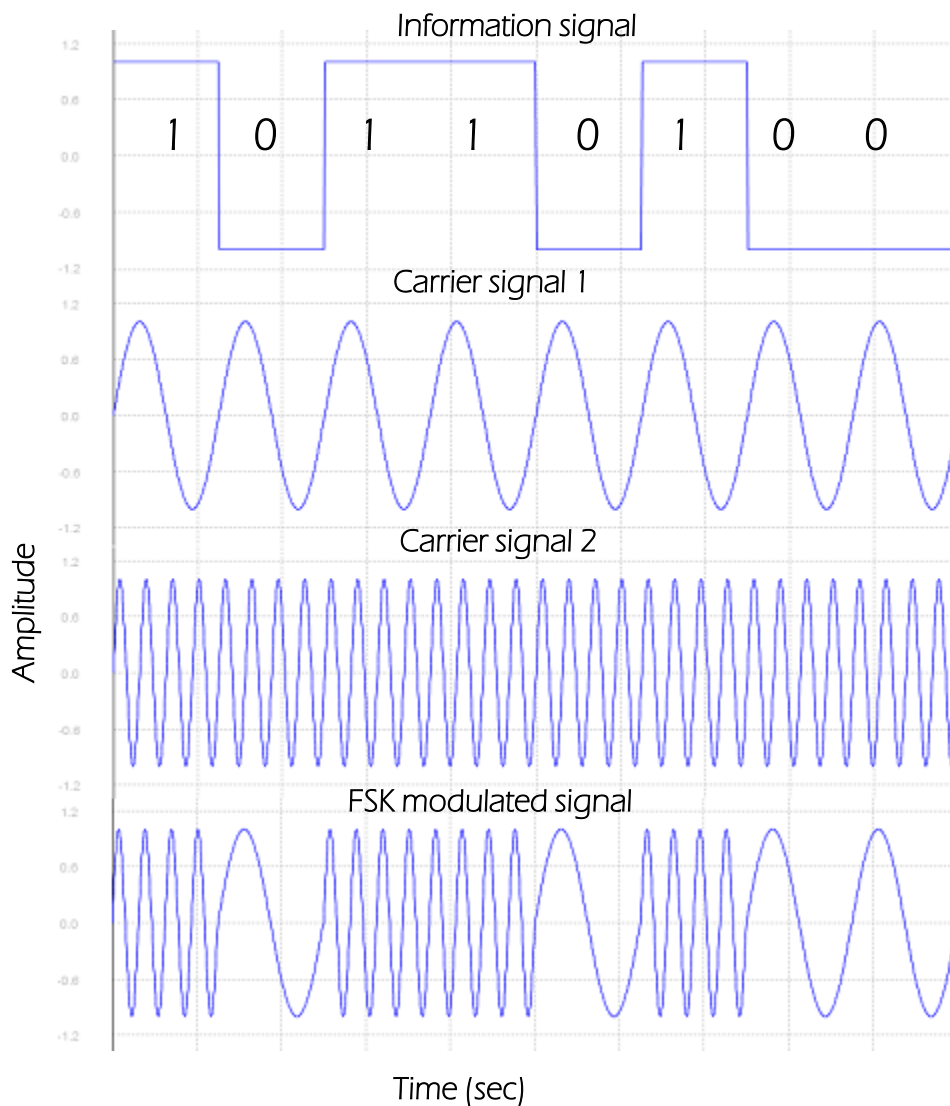 Information signal
1.2
0.6
0.0
-0.6
-1.2
1 0 1 1 0 1 0 0
Carrier signal 1
1.2
0.6
0.0
-0.6
-1.2
Carrier signal 2
1.2
0.6
0.0
-0.6
-1.2
Amplitude
FSK modulated signal
1.2
0.6
0.0
-0.6
-1.2
Time (sec)